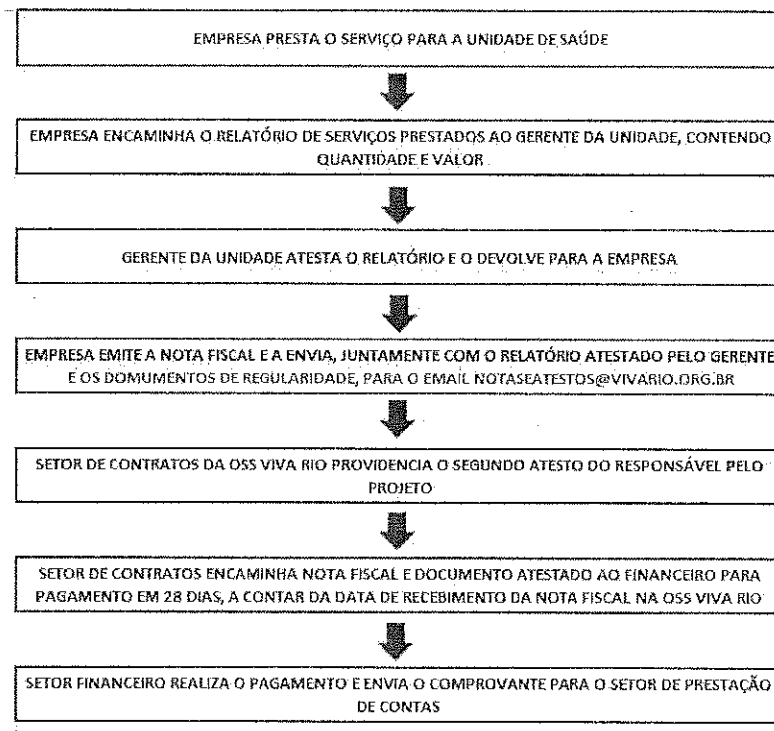 EMPRESA PRESTA O SERVIÇO PARA A UNIDADE DE SAÚDE
EMPRESA ENCAMINHA O RELATÓRIO DE SERVIÇOS PRESTADOS AO GERENTE DA UNIDADE, CONTENDO
QUANTIDADE E VALOR
GERENTE DA UNIDADE ATESTA O RELATÓRIO E O DEVOLVE PARA A EMPRESA
EMPRESA EMITE A NOTA FISCAL E A ENVIA, JUNTAMENTE COM O RELATÓRIO ATESTADO PELO GERENTE
E OS DOMUMENTOS DE REGULARIDADE, PARA O EMAIL NOTASEATESTOS@VIVARIO.ORG.BR
SETOR DE CONTRATOS DA OSS VIVA RIO PROVIDENCIA O SEGUNDO ATESTO DO RESPONSÁVEL PELO
PROJETO
SETOR DE CONTRATOS ENCAMINHA NOTA FISCAL E DOCUMENTO ATESTADO AO FINANCEIRO PARA
PAGAMENTO EM 28 DIAS, A CONTAR DA DATA DE RECEBIMENTO DA NOTA FISCAL NA OSS VIVA RIO
SETOR FINANCEIRO REALIZA O PAGAMENTO E ENVIA O COMPROVANTE PARA O SETOR DE PRESTAÇÃO
DE CONTAS